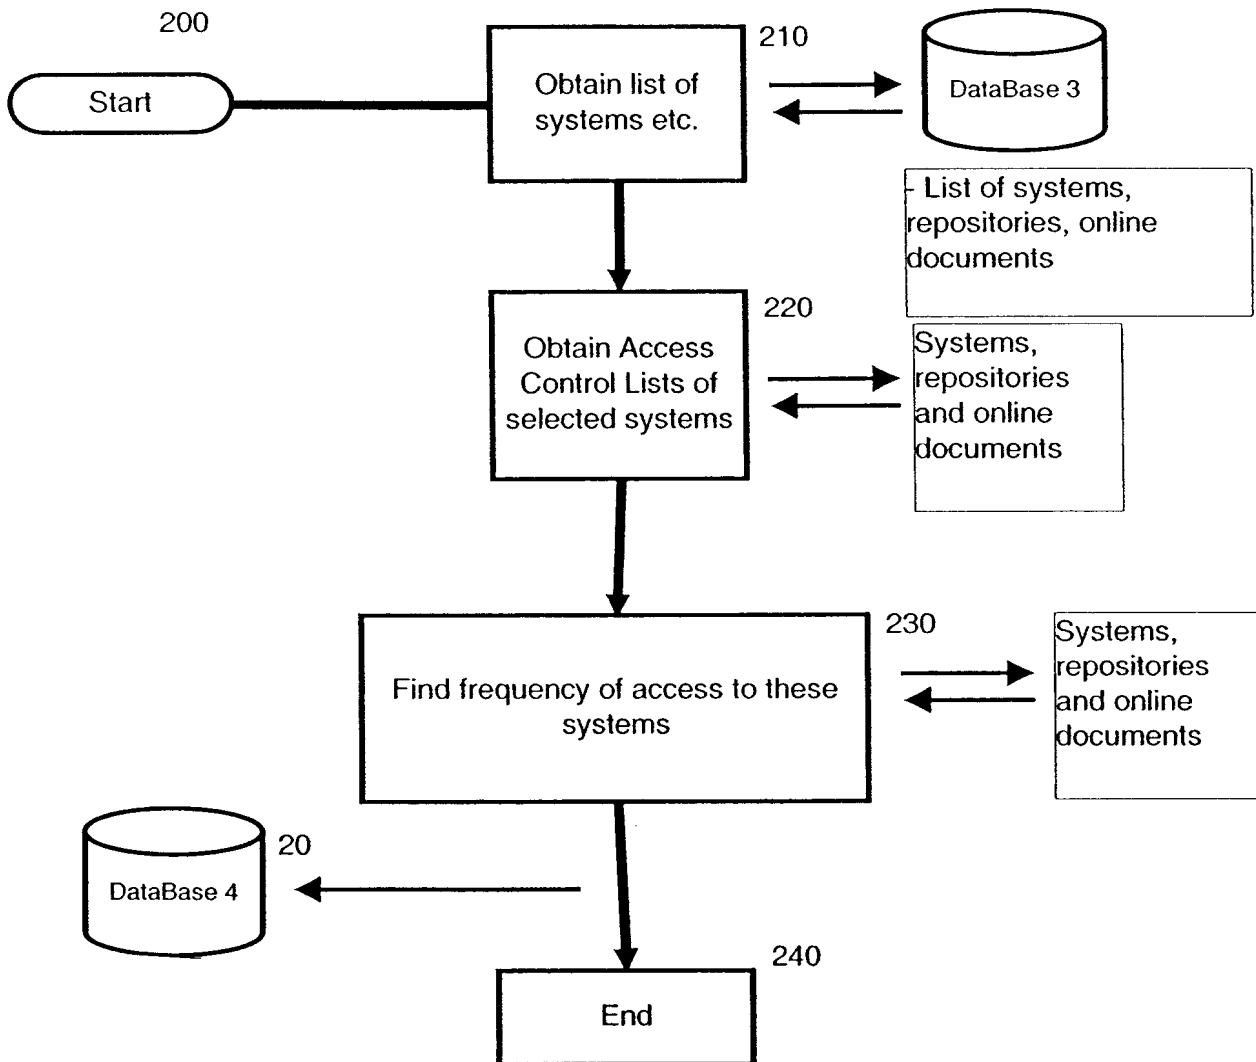 200
Start
Obtain list of
systems etc.
210
DataBase 3
- List of systems,
repositories, online
documents
Obtain Access
Control Lists of
selected systems
220
Systems,
repositories
and online
documents
Find frequency of access to these
systems
230
Systems,
repositories
and online
documents
DataBase 4
20
240
End